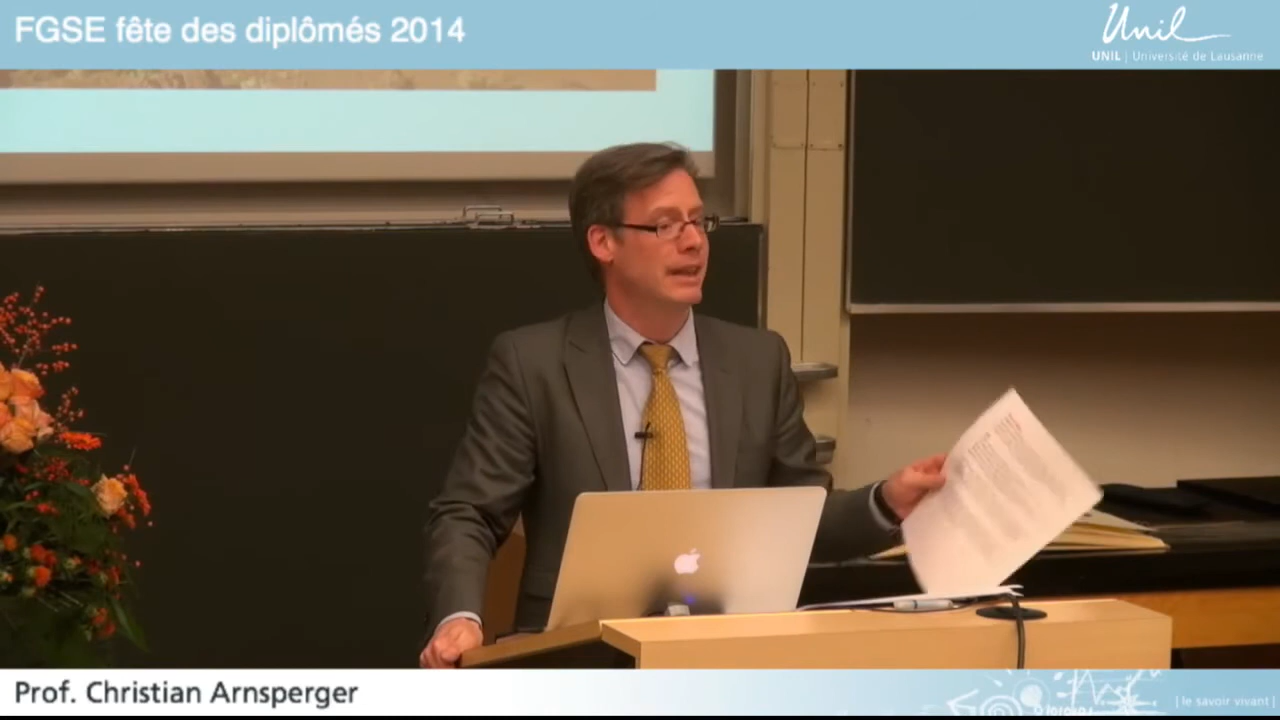 FGSE fête des diplômés 2014
Unil
UNIL | Université de Lausanne
Prof. Christian Arnsperger
| le savoir vivant |